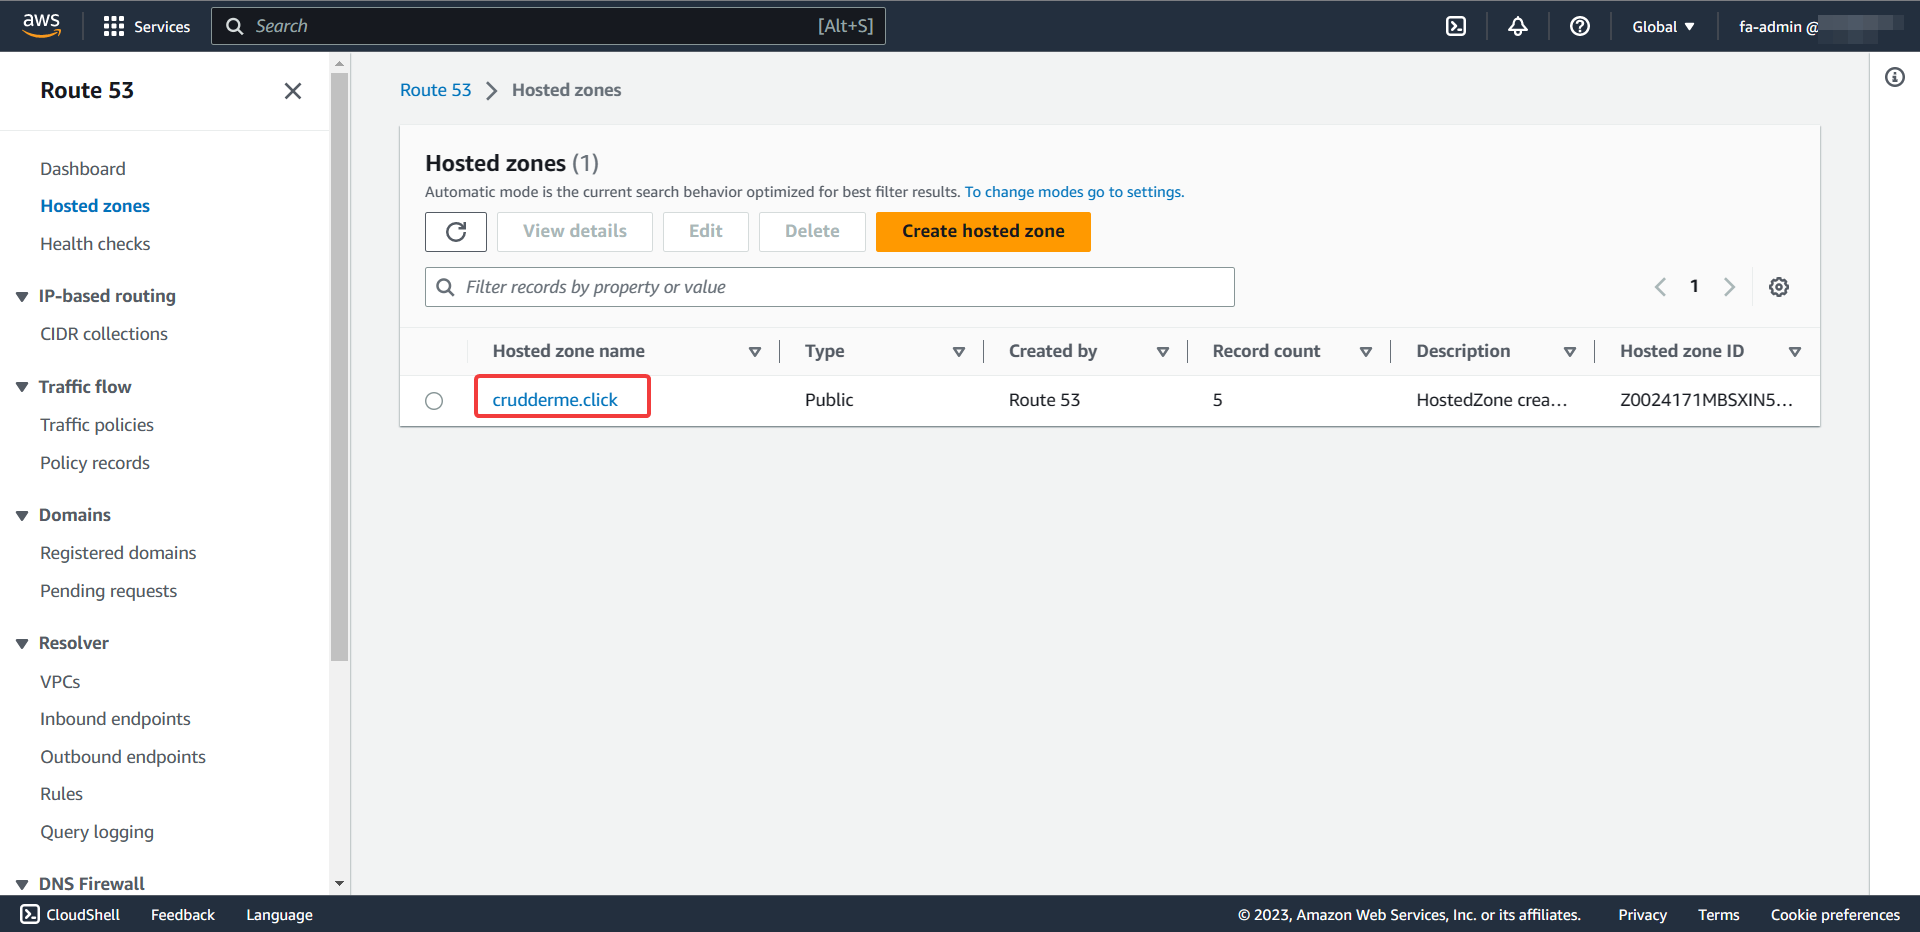 aws
Services
Search
[Alt+S]
Global
fa-admin @
Route 53
Dashboard
Hosted zones
Health checks
IP-based routing
CIDR collections
Traffic flow
Traffic policies
Policy records
Domains
Registered domains
Pending requests
Resolver
VPCs
Inbound endpoints
Outbound endpoints
Rules
Query logging
DNS Firewall
Route 53 > Hosted zones
Hosted zones (1)
Automatic mode is the current search behavior optimized for best filter results. To change modes go to settings.
View details
Edit
Delete
Create hosted zone
Filter records by property or value
1
Hosted zone name Type Created by Record count Description Hosted zone ID
crudderme.click Public Route 53 5 HostedZone crea... Z0024171MBSXIN5...
CloudShell Feedback Language © 2023, Amazon Web Services, Inc. or its affiliates. Privacy Terms Cookie preferences